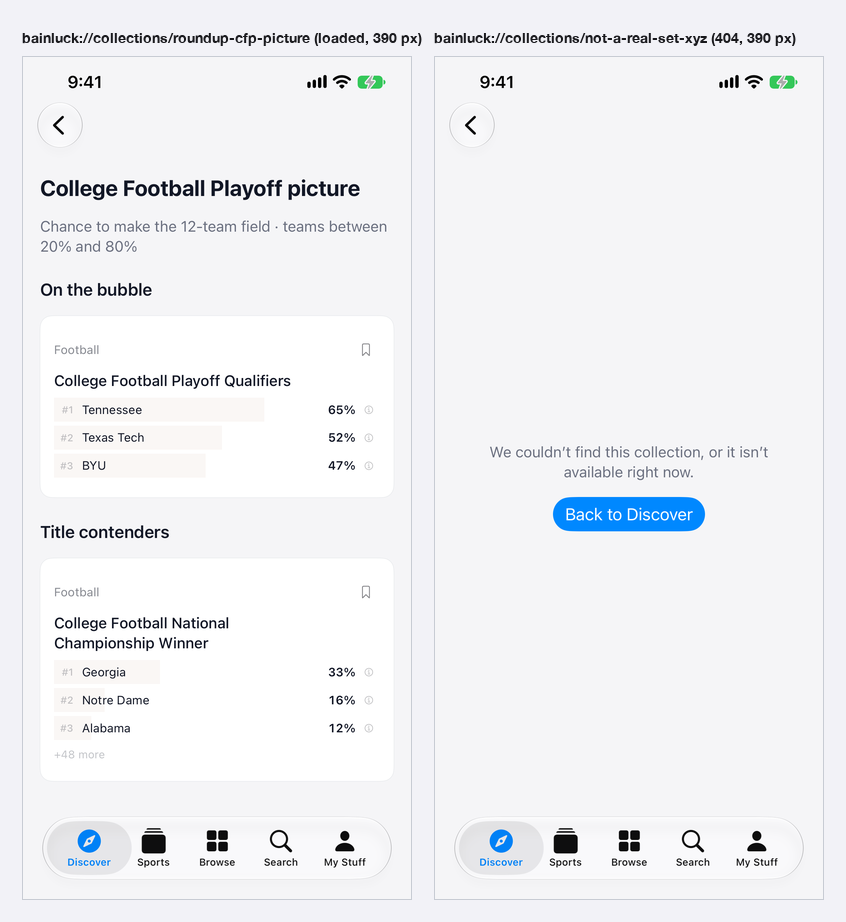 bainluck://collections/roundup-cfp-picture (loaded, 390 px)
9:41
College Football Playoff picture
Chance to make the 12-team field · teams between
20% and 80%
On the bubble
Football
College Football Playoff Qualifiers
#1 Tennessee 65%
#2 Texas Tech 52%
#3 BYU 47%
Title contenders
Football
College Football National
Championship Winner
#1 Georgia 33%
#2 Notre Dame 16%
#3 Alabama 12%
+48 more
Discover Sports Browse Search My Stuff
bainluck://collections/not-a-real-set-xyz (404, 390 px)
9:41
We couldn’t find this collection, or it isn’t
available right now.
Back to Discover
Discover Sports Browse Search My Stuff